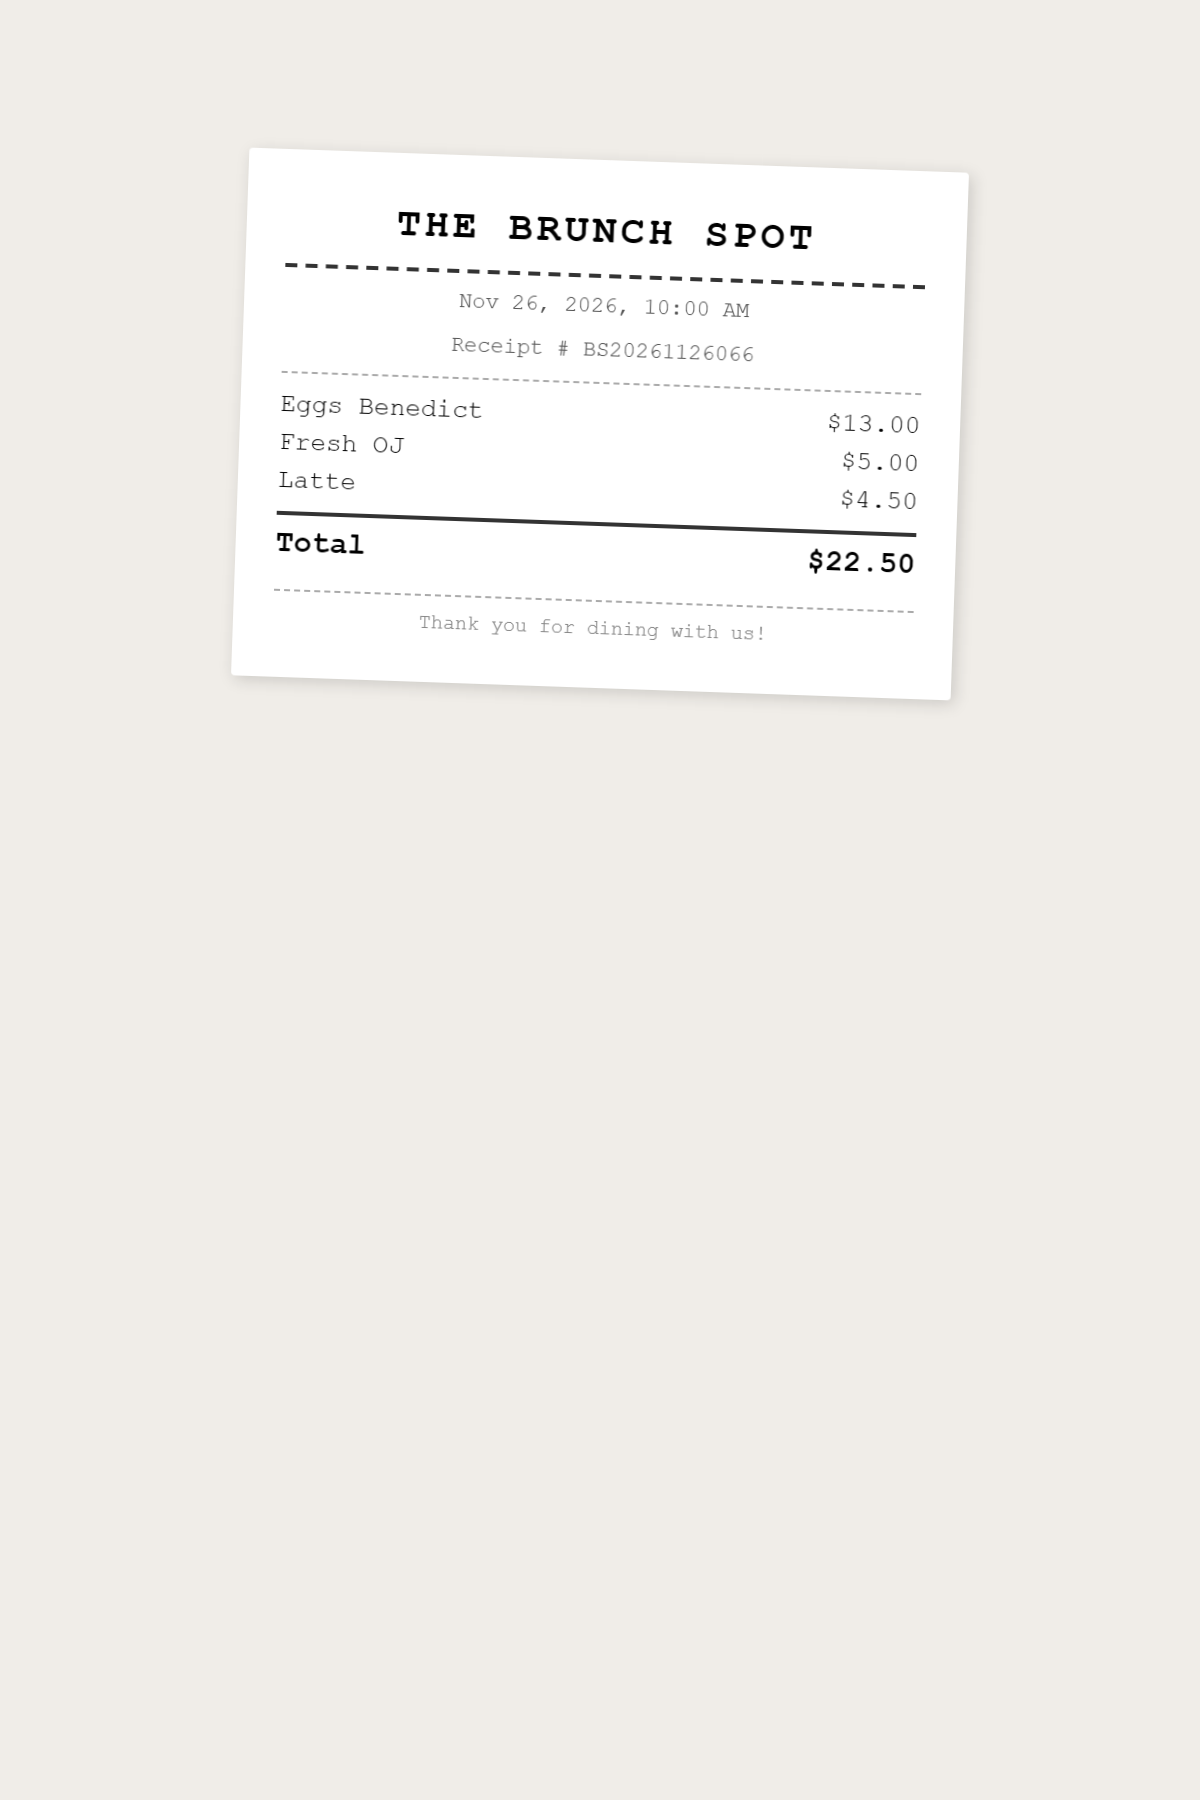 THE BRUNCH SPOT
Nov 26, 2026, 10:00 AM
Receipt # BS20261126066
Eggs Benedict $13.00
Fresh OJ $5.00
Latte $4.50
Total $22.50
Thank you for dining with us!